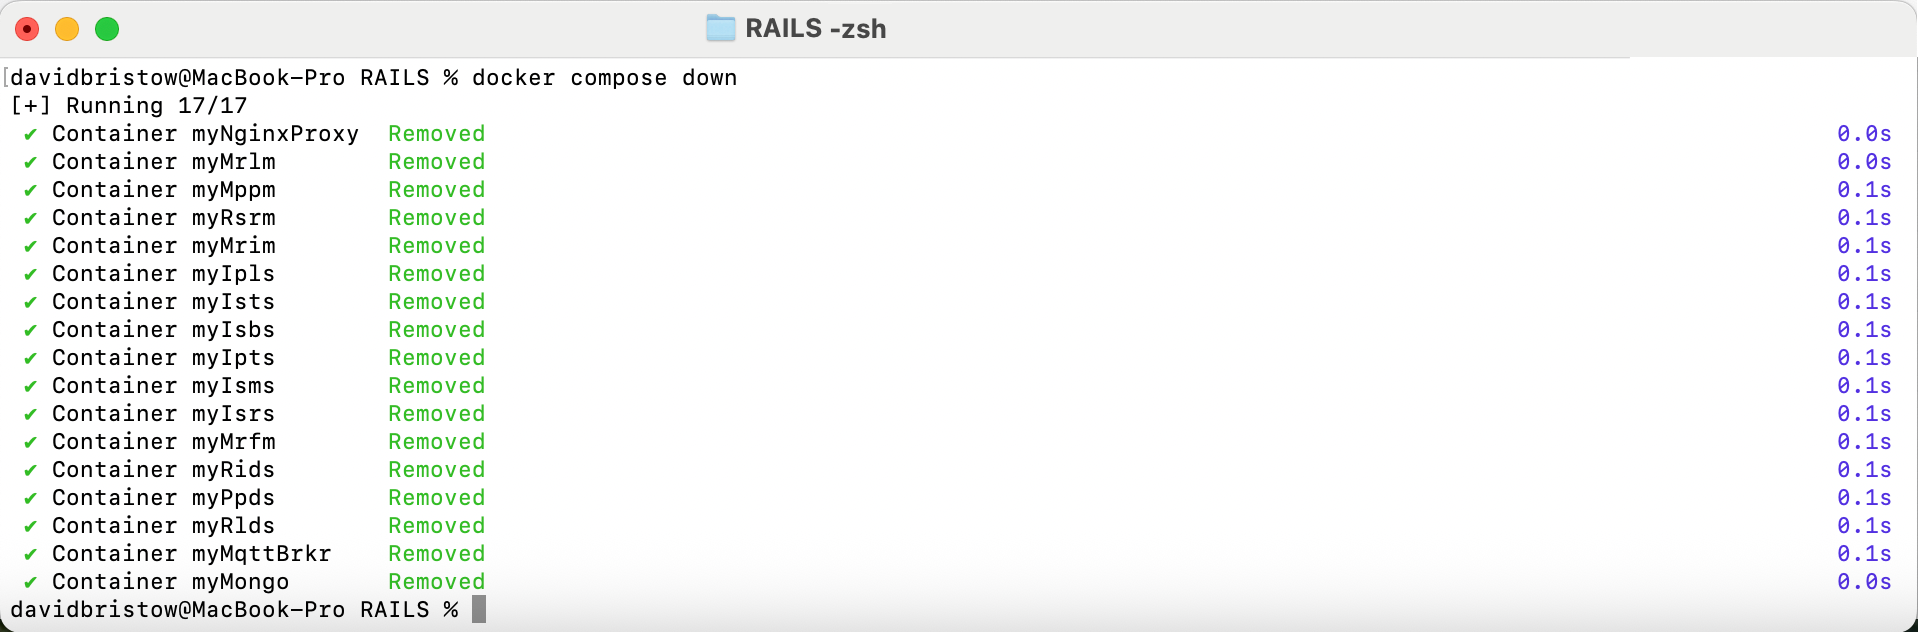 RAILS -zsh
[davidbristow@MacBook-Pro RAILS % docker compose down
[+] Running 17/17
✔ Container myNginxProxy  Removed 0.0s
✔ Container myMrlm        Removed 0.0s
✔ Container myMppm        Removed 0.1s
✔ Container myRsrm        Removed 0.1s
✔ Container myMrim        Removed 0.1s
✔ Container myIpls        Removed 0.1s
✔ Container myIsts        Removed 0.1s
✔ Container myIsbs        Removed 0.1s
✔ Container myIpts        Removed 0.1s
✔ Container myIsms        Removed 0.1s
✔ Container myIsrs        Removed 0.1s
✔ Container myMrfm        Removed 0.1s
✔ Container myRids        Removed 0.1s
✔ Container myPpds        Removed 0.1s
✔ Container myRlds        Removed 0.1s
✔ Container myMqttBrkr    Removed 0.1s
✔ Container myMongo       Removed 0.0s
davidbristow@MacBook-Pro RAILS %